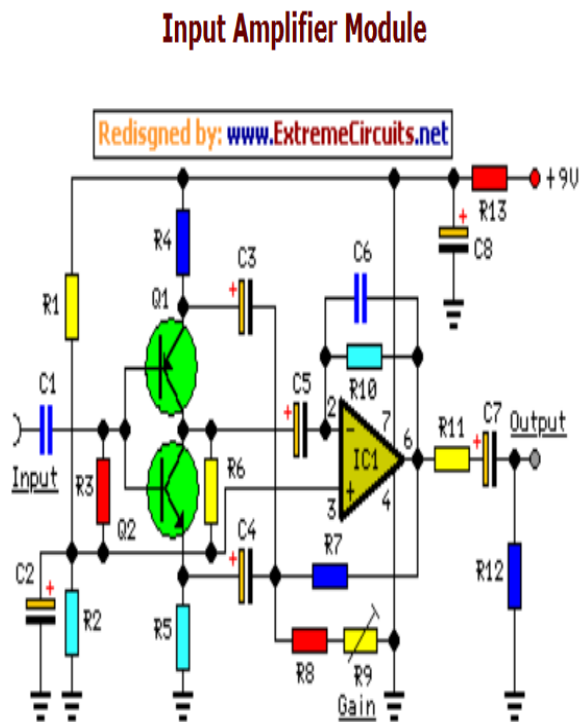 Input Amplifier Module
Redisgned by: www.ExtremeCircuits.net
+9V
R13
C8
R4
C3
C6
R1
Q1
C1
C5
R10
2
7
C7
Output
6
R11
IC1
Input
R3
R6
3
4
Q2
C4
C2
R7
R12
R2
R5
R8
R9
Gain